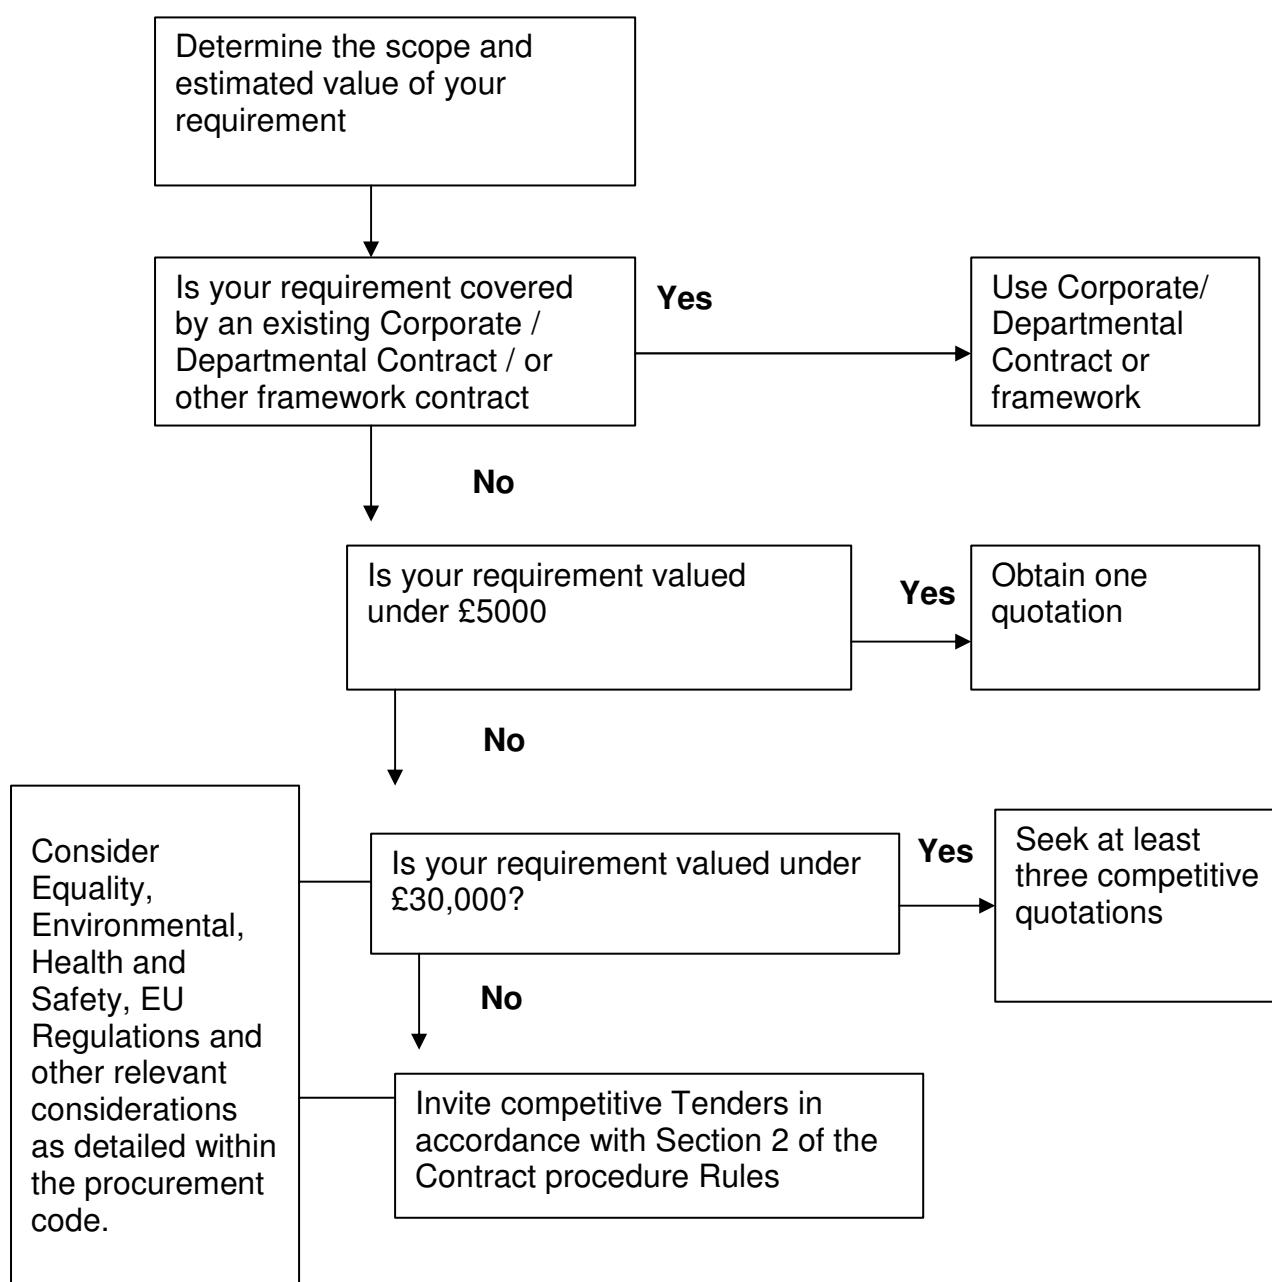 Determine the scope and
estimated value of your
requirement
Is your requirement covered
by an existing Corporate /
Departmental Contract / or
other framework contract
Yes
Use Corporate/
Departmental
Contract or
framework
No
Is your requirement valued
under £5000
Yes
Obtain one
quotation
No
Consider
Equality,
Environmental,
Health and
Safety, EU
Regulations and
other relevant
considerations
as detailed within
the procurement
code.
Is your requirement valued under
£30,000?
Yes
Seek at least
three competitive
quotations
No
Invite competitive Tenders in
accordance with Section 2 of the
Contract procedure Rules